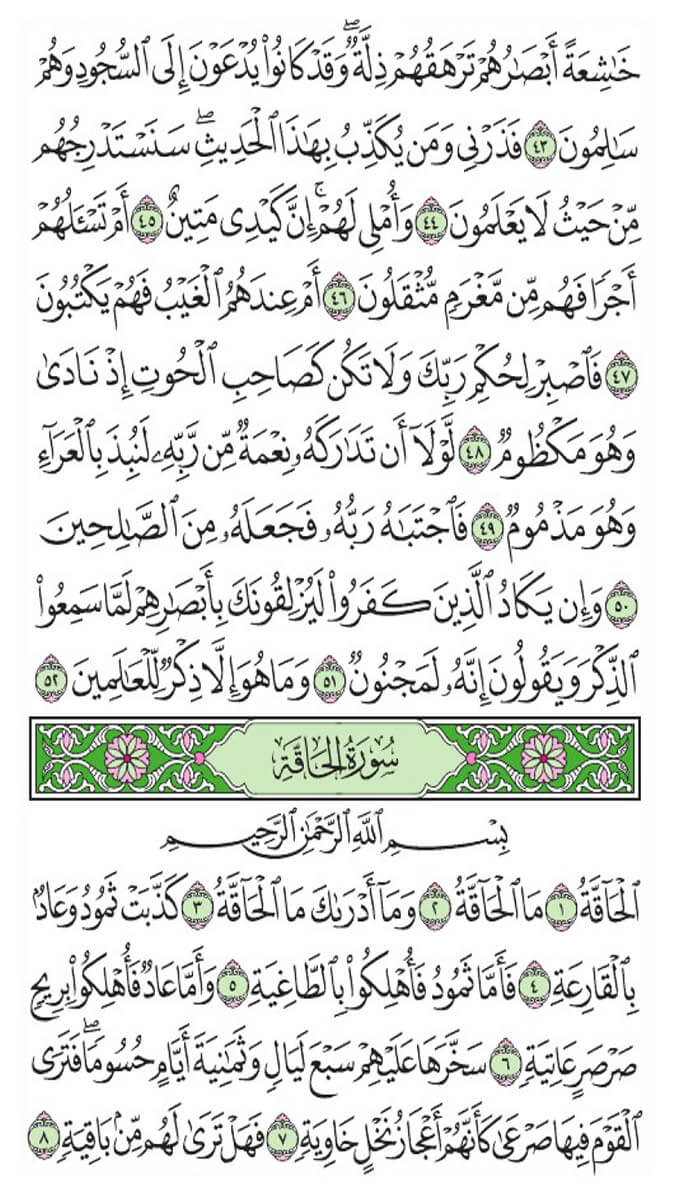 خَٰشِعَةً أَبْصَٰرُهُمْ تَرْهَقُهُمْ ذِلَّةٌۖ وَقَدْ كَانُوا۟ يُدْعَوْنَ إِلَى ٱلسُّجُودِ وَهُمْ
سَٰلِمُونَ ٤٣ فَذَرْنِى وَمَن يُكَذِّبُ بِهَٰذَا ٱلْحَدِيثِۖ سَنَسْتَدْرِجُهُم
مِّنْ حَيْثُ لَا يَعْلَمُونَ ٤٤ وَأُمْلِى لَهُمْۚ إِنَّ كَيْدِى مَتِينٌ ٤٥ أَمْ تَسْـَٔلُهُمْ
أَجْرًا فَهُم مِّن مَّغْرَمٍ مُّثْقَلُونَ ٤٦ أَمْ عِندَهُمُ ٱلْغَيْبُ فَهُمْ يَكْتُبُونَ
٤٧ فَٱصْبِرْ لِحُكْمِ رَبِّكَ وَلَا تَكُن كَصَاحِبِ ٱلْحُوتِ إِذْ نَادَىٰ
وَهُوَ مَكْظُومٌ ٤٨ لَّوْلَآ أَن تَدَٰرَكَهُۥ نِعْمَةٌ مِّن رَّبِّهِۦ لَنُبِذَ بِٱلْعَرَآءِ
وَهُوَ مَذْمُومٌ ٤٩ فَٱجْتَبَٰهُ رَبُّهُۥ فَجَعَلَهُۥ مِنَ ٱلصَّٰلِحِينَ
٥٠ وَإِن يَكَادُ ٱلَّذِينَ كَفَرُوا۟ لَيُزْلِقُونَكَ بِأَبْصَٰرِهِمْ لَمَّا سَمِعُوا۟
ٱلذِّكْرَ وَيَقُولُونَ إِنَّهُۥ لَمَجْنُونٌ ٥١ وَمَا هُوَ إِلَّا ذِكْرٌ لِّلْعَٰلَمِينَ ٥٢
سُورَةُ الحَاقَّةِ
بِسْمِ ٱللَّهِ ٱلرَّحْمَٰنِ ٱلرَّحِيمِ
ٱلْحَآقَّةُ ١ مَا ٱلْحَآقَّةُ ٢ وَمَآ أَدْرَىٰكَ مَا ٱلْحَآقَّةُ ٣ كَذَّبَتْ ثَمُودُ وَعَادٌۢ
بِٱلْقَارِعَةِ ٤ فَأَمَّا ثَمُودُ فَأُهْلِكُوا۟ بِٱلطَّاغِيَةِ ٥ وَأَمَّا عَادٌ فَأُهْلِكُوا۟ بِرِيحٍ
صَرْصَرٍ عَاتِيَةٍ ٦ سَخَّرَهَا عَلَيْهِمْ سَبْعَ لَيَالٍ وَثَمَٰنِيَةَ أَيَّامٍ حُسُومًاۖ فَتَرَى
ٱلْقَوْمَ فِيهَا صَرْعَىٰ كَأَنَّهُمْ أَعْجَازُ نَخْلٍ خَاوِيَةٍ ٧ فَهَلْ تَرَىٰ لَهُم مِّنۢ بَاقِيَةٍ ٨